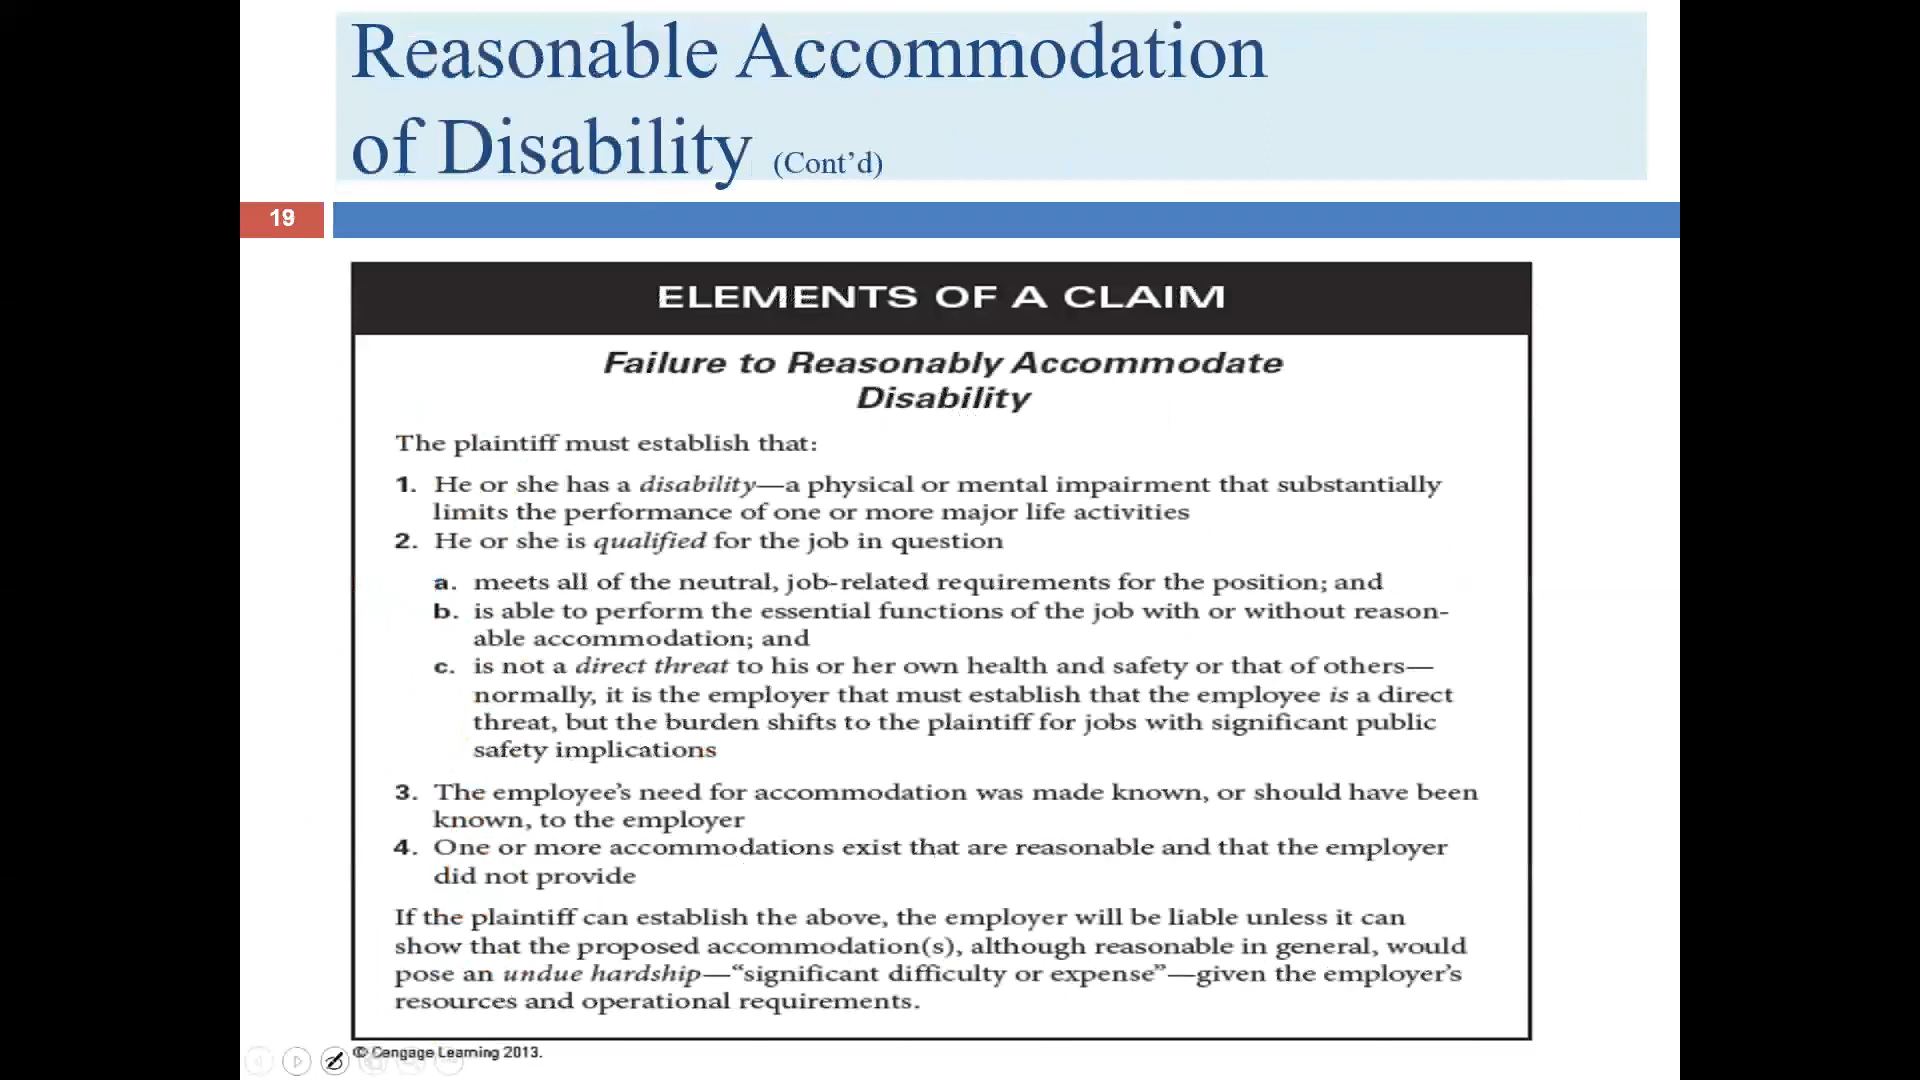 Reasonable Accommodation
of Disability (Cont’d)
19
ELEMENTS OF A CLAIM
Failure to Reasonably Accommodate
Disability
The plaintiff must establish that:
1. He or she has a disability—a physical or mental impairment that substantially
limits the performance of one or more major life activities
2. He or she is qualified for the job in question
a. meets all of the neutral, job-related requirements for the position; and
b. is able to perform the essential functions of the job with or without reason-
able accommodation; and
c. is not a direct threat to his or her own health and safety or that of others—
normally, it is the employer that must establish that the employee is a direct
threat, but the burden shifts to the plaintiff for jobs with significant public
safety implications
3. The employee’s need for accommodation was made known, or should have been
known, to the employer
4. One or more accommodations exist that are reasonable and that the employer
did not provide
If the plaintiff can establish the above, the employer will be liable unless it can
show that the proposed accommodation(s), although reasonable in general, would
pose an undue hardship—“significant difficulty or expense”—given the employer’s
resources and operational requirements.
© Cengage Learning 2013.